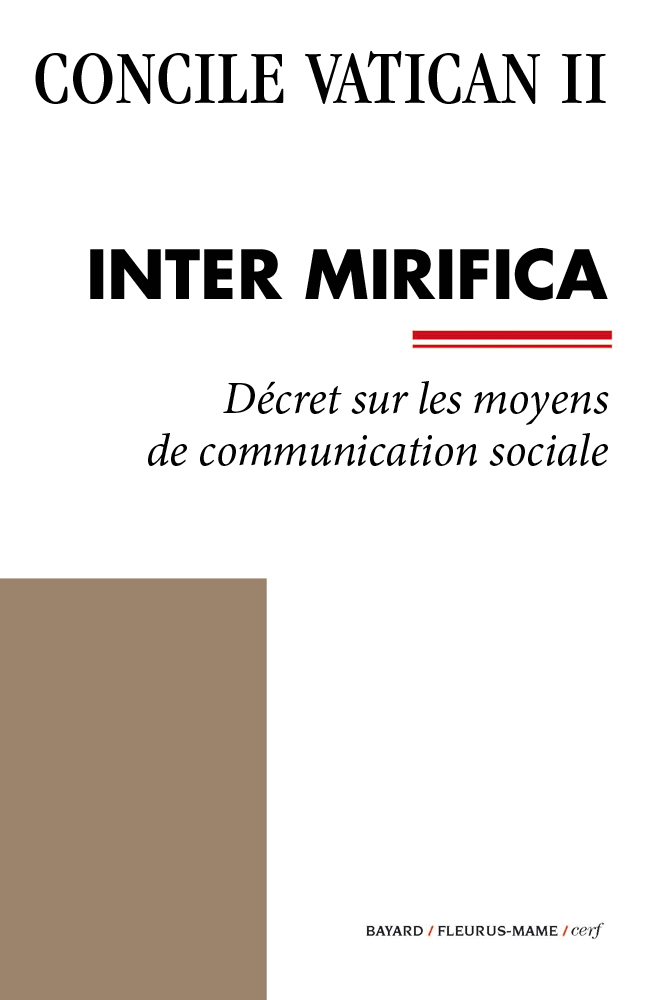 CONCILE VATICAN II
INTER MIRIFICA
Décret sur les moyens
de communication sociale
BAYARD / FLEURUS-MAME / cerf